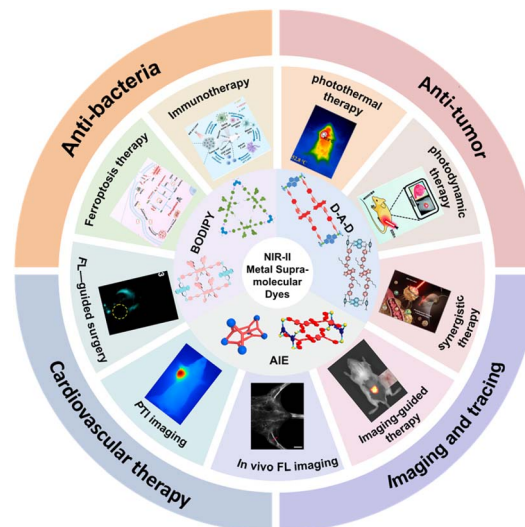 Anti-bacteria
Anti-tumor
Cardiovascular therapy
Imaging and tracing
Immunotherapy
photothermal
therapy
photodynamic
therapy
synergistic
therapy
Imaging-guided
therapy
In vivo FL imaging
PTI imaging
FL—guided surgery
Ferroptosis therapy
BODIPY
D-A-D
AIE
NIR-II
Metal Supra-
molecular
Dyes